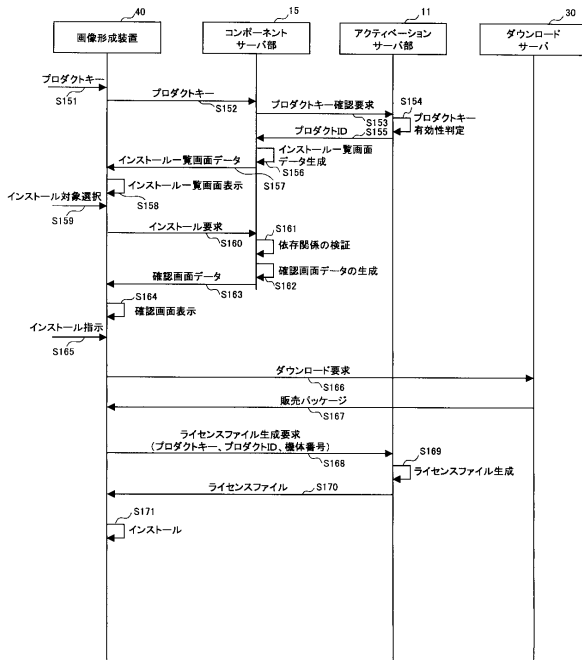 40
画像形成装置
15
コンポーネント
サーバ部
11
アクティベーション
サーバ部
30
ダウンロード
サーバ
プロダクトキー
S151
プロダクトキー
S152
プロダクトキー確認要求
S153
S154
プロダクトキー
有効性判定
プロダクトID
S155
インストール一覧画面
データ生成
S156
インストール一覧画面データ
S157
インストール一覧画面表示
S158
インストール対象選択
S159
インストール要求
S160
S161
依存関係の検証
確認画面データの生成
S162
確認画面データ
S163
S164
確認画面表示
インストール指示
S165
ダウンロード要求
S166
販売パッケージ
S167
ライセンスファイル生成要求
(プロダクトキー、プロダクトID、機体番号)
S168
S169
ライセンスファイル生成
ライセンスファイル
S170
S171
インストール